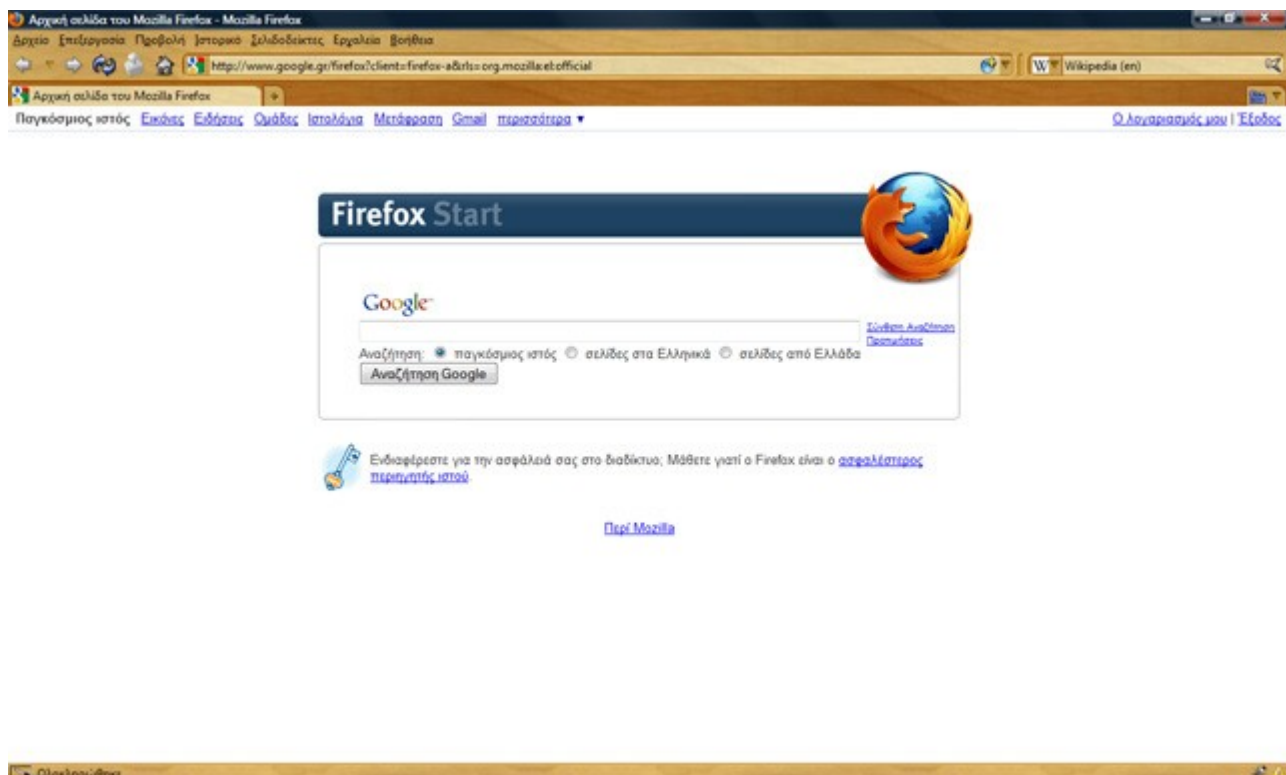 Αρχική σελίδα του Mozilla Firefox - Mozilla Firefox
Αρχείο Επεξεργασία Προβολή Ιστορικό Σελιδοδείκτες Εργαλεία Βοήθεια
http://www.google.gr/firefox?client=firefox-a&rls=org.mozilla:el:official
W Wikipedia (en)
Αρχική σελίδα του Mozilla Firefox
Παγκόσμιος ιστός Εικόνες Ειδήσεις Ομάδες Ιστολόγια Μετάφραση Gmail περισσότερα ▼ Ο λογαριασμός μου | Έξοδος
Firefox Start
Google™
Σύνθετη Αναζήτηση
Προτιμήσεις
Αναζήτηση: παγκόσμιος ιστός σελίδες στα Ελληνικά σελίδες από Ελλάδα
Αναζήτηση Google
Ενδιαφέρεστε για την ασφάλειά σας στο διαδίκτυο; Μάθετε γιατί ο Firefox είναι ο ασφαλέστερος
περιηγητής ιστού.
Περί Mozilla
Ολοκληρώθηκε